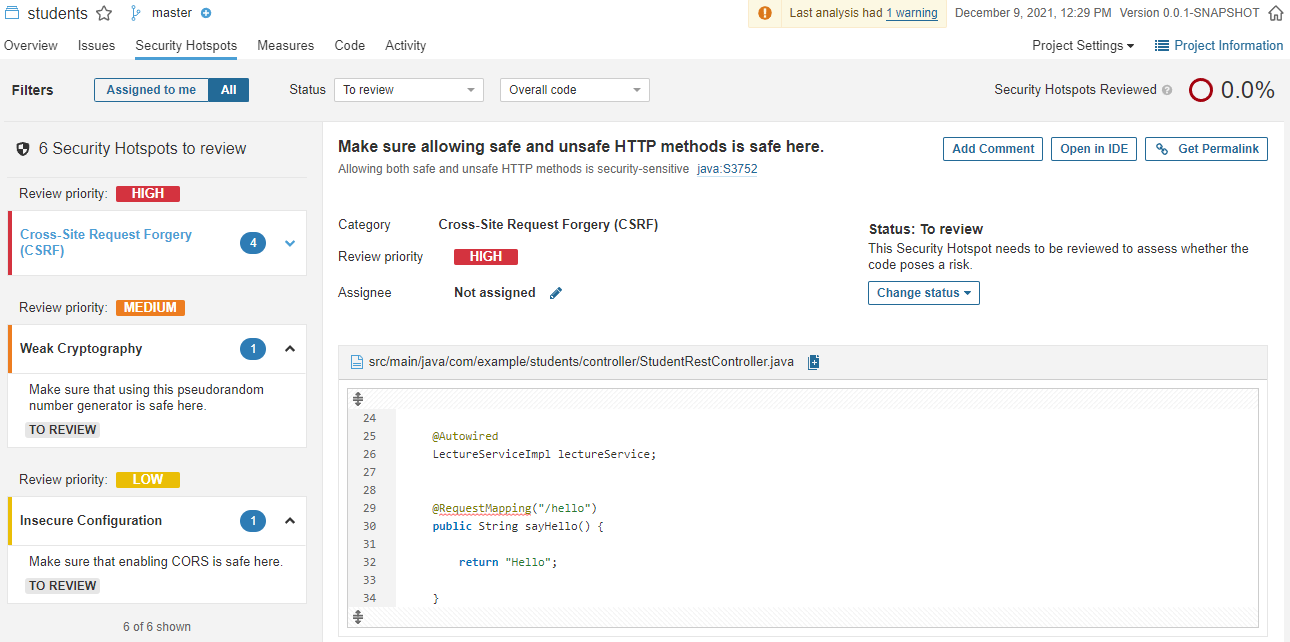 students master
Last analysis had 1 warning December 9, 2021, 12:29 PM Version 0.0.1-SNAPSHOT
Overview Issues Security Hotspots Measures Code Activity
Project Settings Project Information
Filters Assigned to me All Status To review Overall code Security Hotspots Reviewed ? 0.0%
6 Security Hotspots to review
Review priority: HIGH
Cross-Site Request Forgery
(CSRF)
4
Review priority: MEDIUM
Weak Cryptography 1
Make sure that using this pseudorandom
number generator is safe here.
TO REVIEW
Review priority: LOW
Insecure Configuration 1
Make sure that enabling CORS is safe here.
TO REVIEW
6 of 6 shown
Make sure allowing safe and unsafe HTTP methods is safe here.
Allowing both safe and unsafe HTTP methods is security-sensitive java:S3752
Add Comment Open in IDE Get Permalink
Category Cross-Site Request Forgery (CSRF)
Review priority HIGH
Assignee Not assigned
Status: To review
This Security Hotspot needs to be reviewed to assess whether the
code poses a risk.
Change status
src/main/java/com/example/students/controller/StudentRestController.java
24
25 @Autowired
26 LectureServiceImpl lectureService;
27
28
29 @RequestMapping("/hello")
30 public String sayHello() {
31
32 return "Hello";
33
34 }